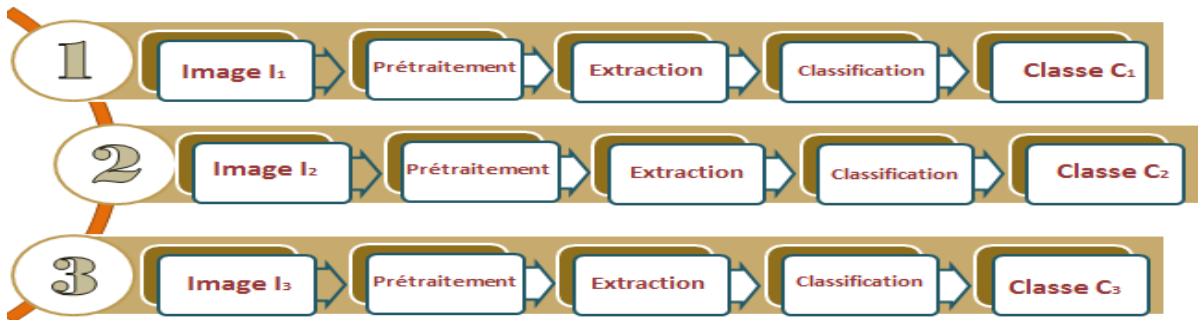 1 Image I₁ Prétraitement Extraction Classification Classe C₁
2 Image I₂ Prétraitement Extraction Classification Classe C₂
3 Image I₃ Prétraitement Extraction Classification Classe C₃